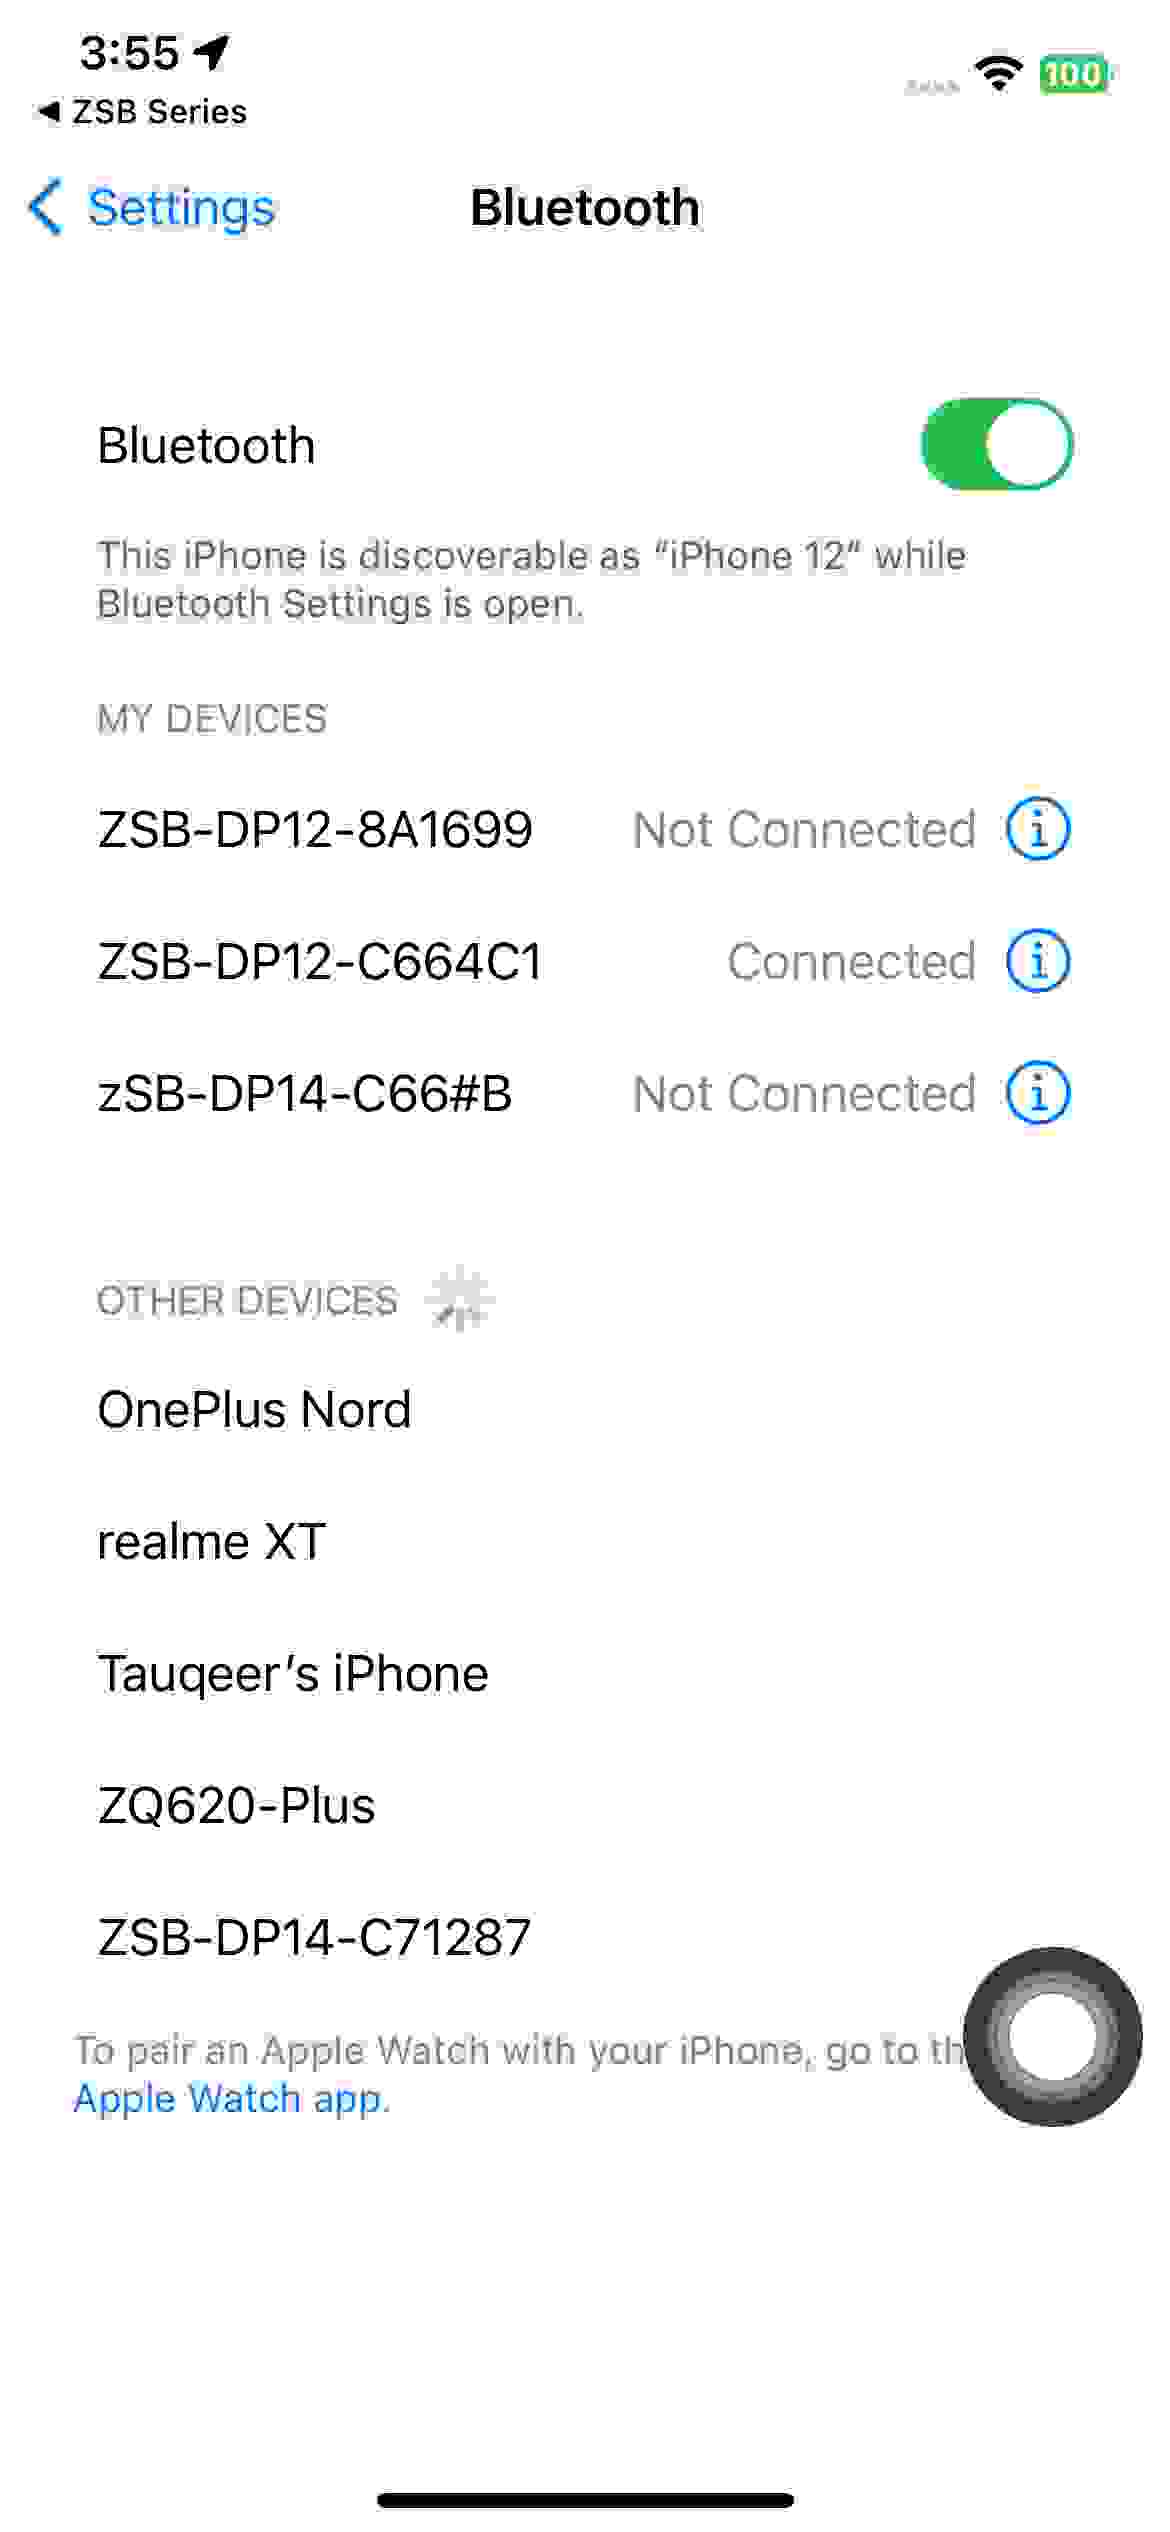 3:55
100
◀ ZSB Series
Settings
Bluetooth
Bluetooth
This iPhone is discoverable as “iPhone 12” while
Bluetooth Settings is open.
MY DEVICES
ZSB-DP12-8A1699 Not Connected
ZSB-DP12-C664C1 Connected
zSB-DP14-C66#B Not Connected
OTHER DEVICES
OnePlus Nord
realme XT
Tauqeer’s iPhone
ZQ620-Plus
ZSB-DP14-C71287
To pair an Apple Watch with your iPhone, go to
Apple Watch app.